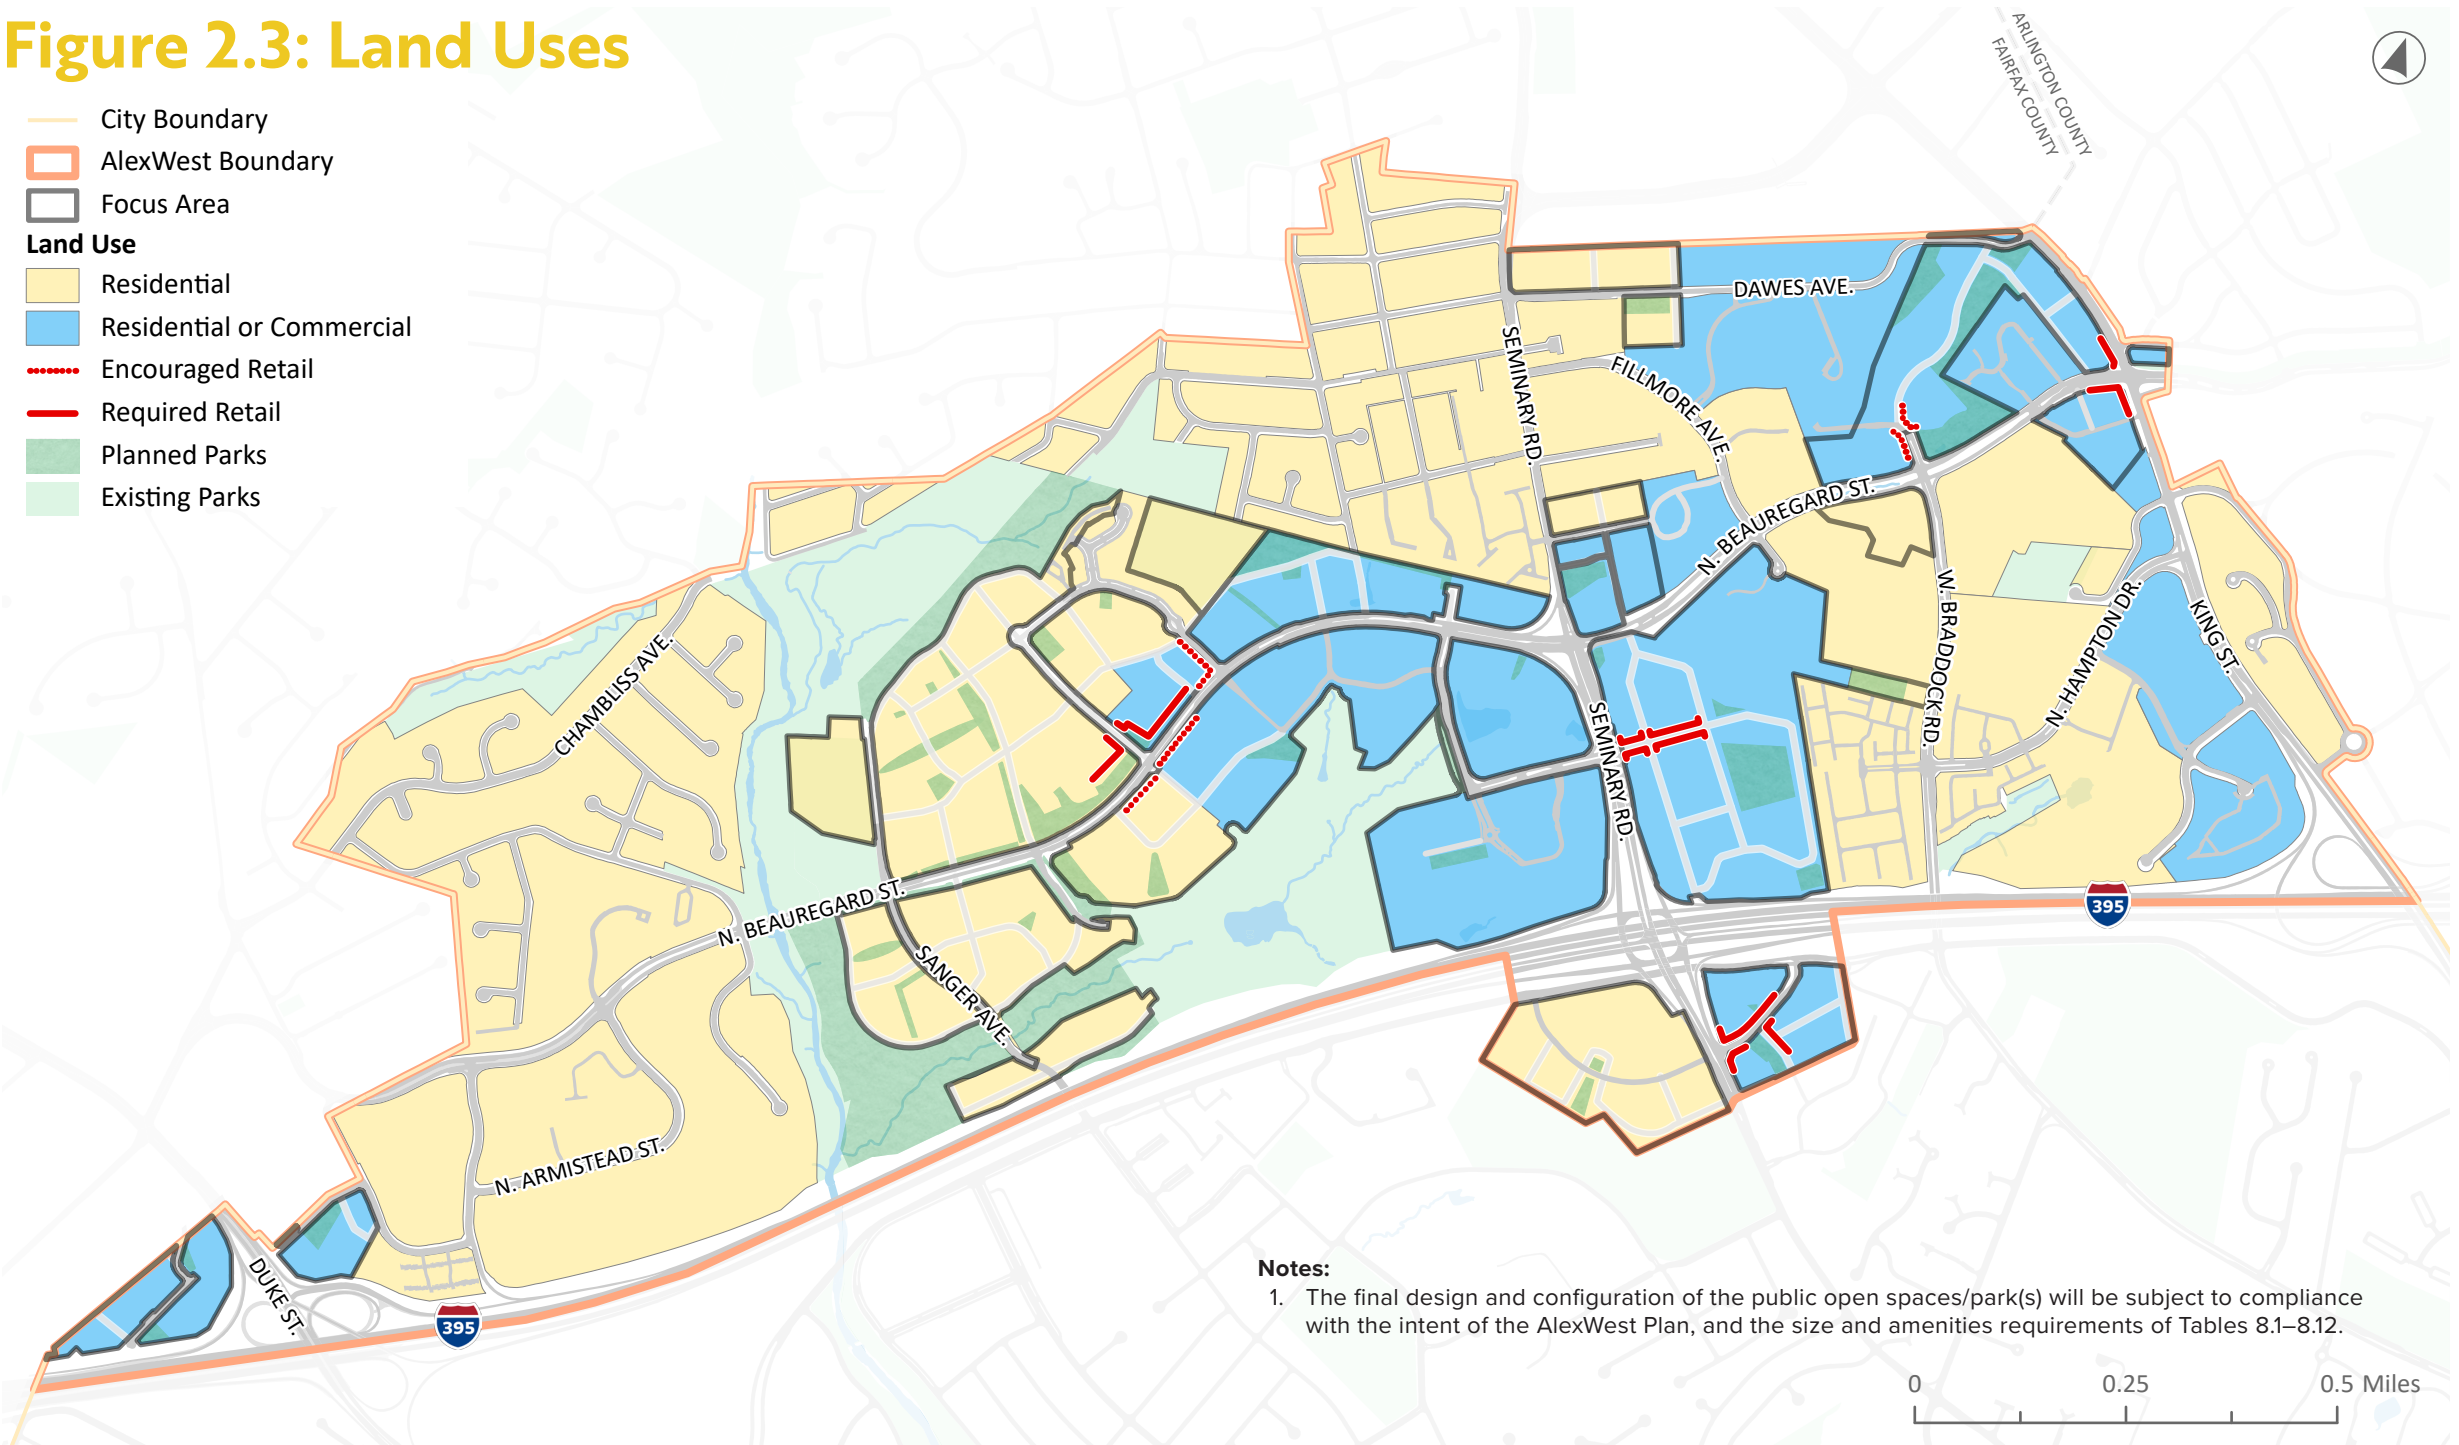 Figure 2.3: Land Uses
City Boundary
AlexWest Boundary
Focus Area
Land Use
Residential
Residential or Commercial
Encouraged Retail
Required Retail
Planned Parks
Existing Parks
ARLINGTON COUNTY
FAIRFAX COUNTY
DAWES AVE.
SEMINARY RD.
FILLMORE AVE.
N. BEAUREGARD ST.
W. BRADDOCK RD.
N. HAMPTON DR.
KING ST.
CHAMBLISS AVE.
SEMINARY RD.
N. BEAUREGARD ST.
SANGER AVE.
395
N. ARMISTEAD ST.
DUKE ST.
395
Notes:
1. The final design and configuration of the public open spaces/park(s) will be subject to compliance
with the intent of the AlexWest Plan, and the size and amenities requirements of Tables 8.1–8.12.
0 0.25 0.5 Miles